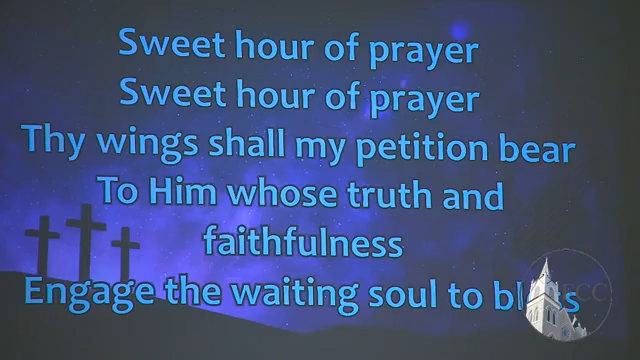 Sweet hour of prayer
Sweet hour of prayer
Thy wings shall my petition bear
To Him whose truth and
faithfulness
Engage the waiting soul to